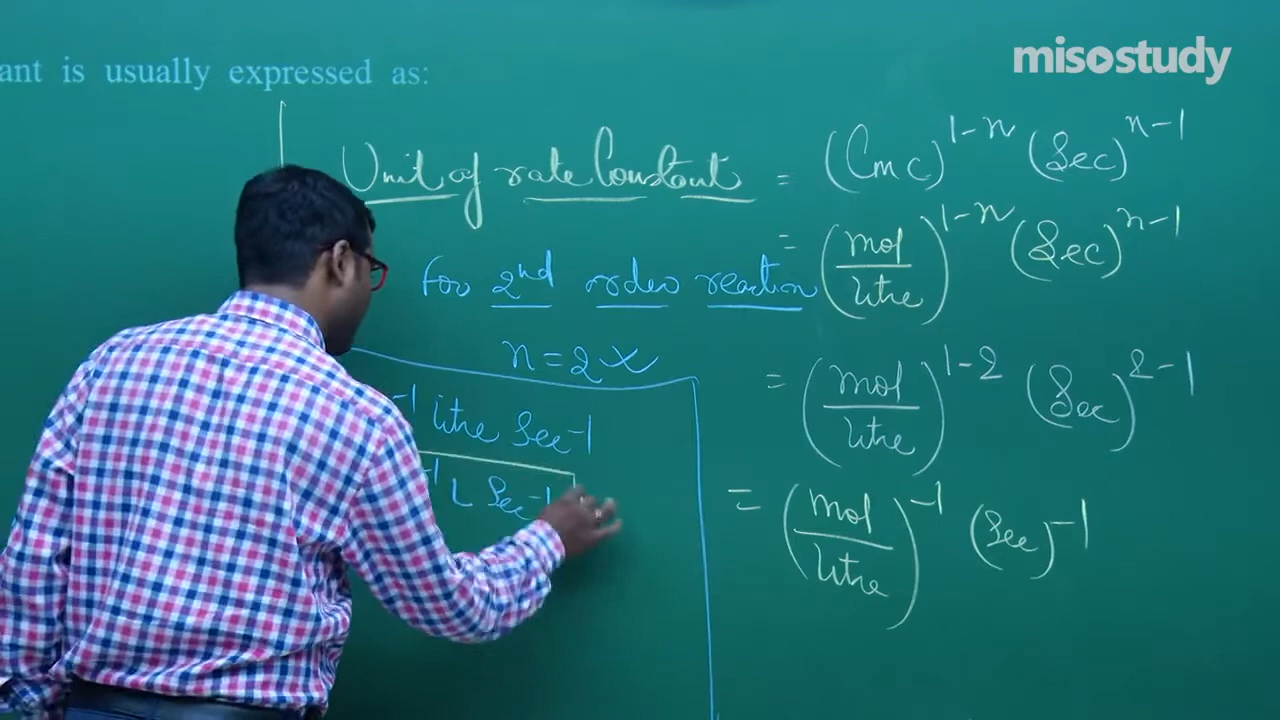 misostudy
ant is usually expressed as:
Unit of rate Constant = (Cmc)^1-n (Sec)^n-1
= (mol/litre)^1-n (Sec)^n-1
for 2nd order reaction
n=2
= (mol/litre)^1-2 (Sec)^2-1
= (mol/litre)^-1 (Sec)^-1
-1 litre Sec-1
-1 L Sec-1